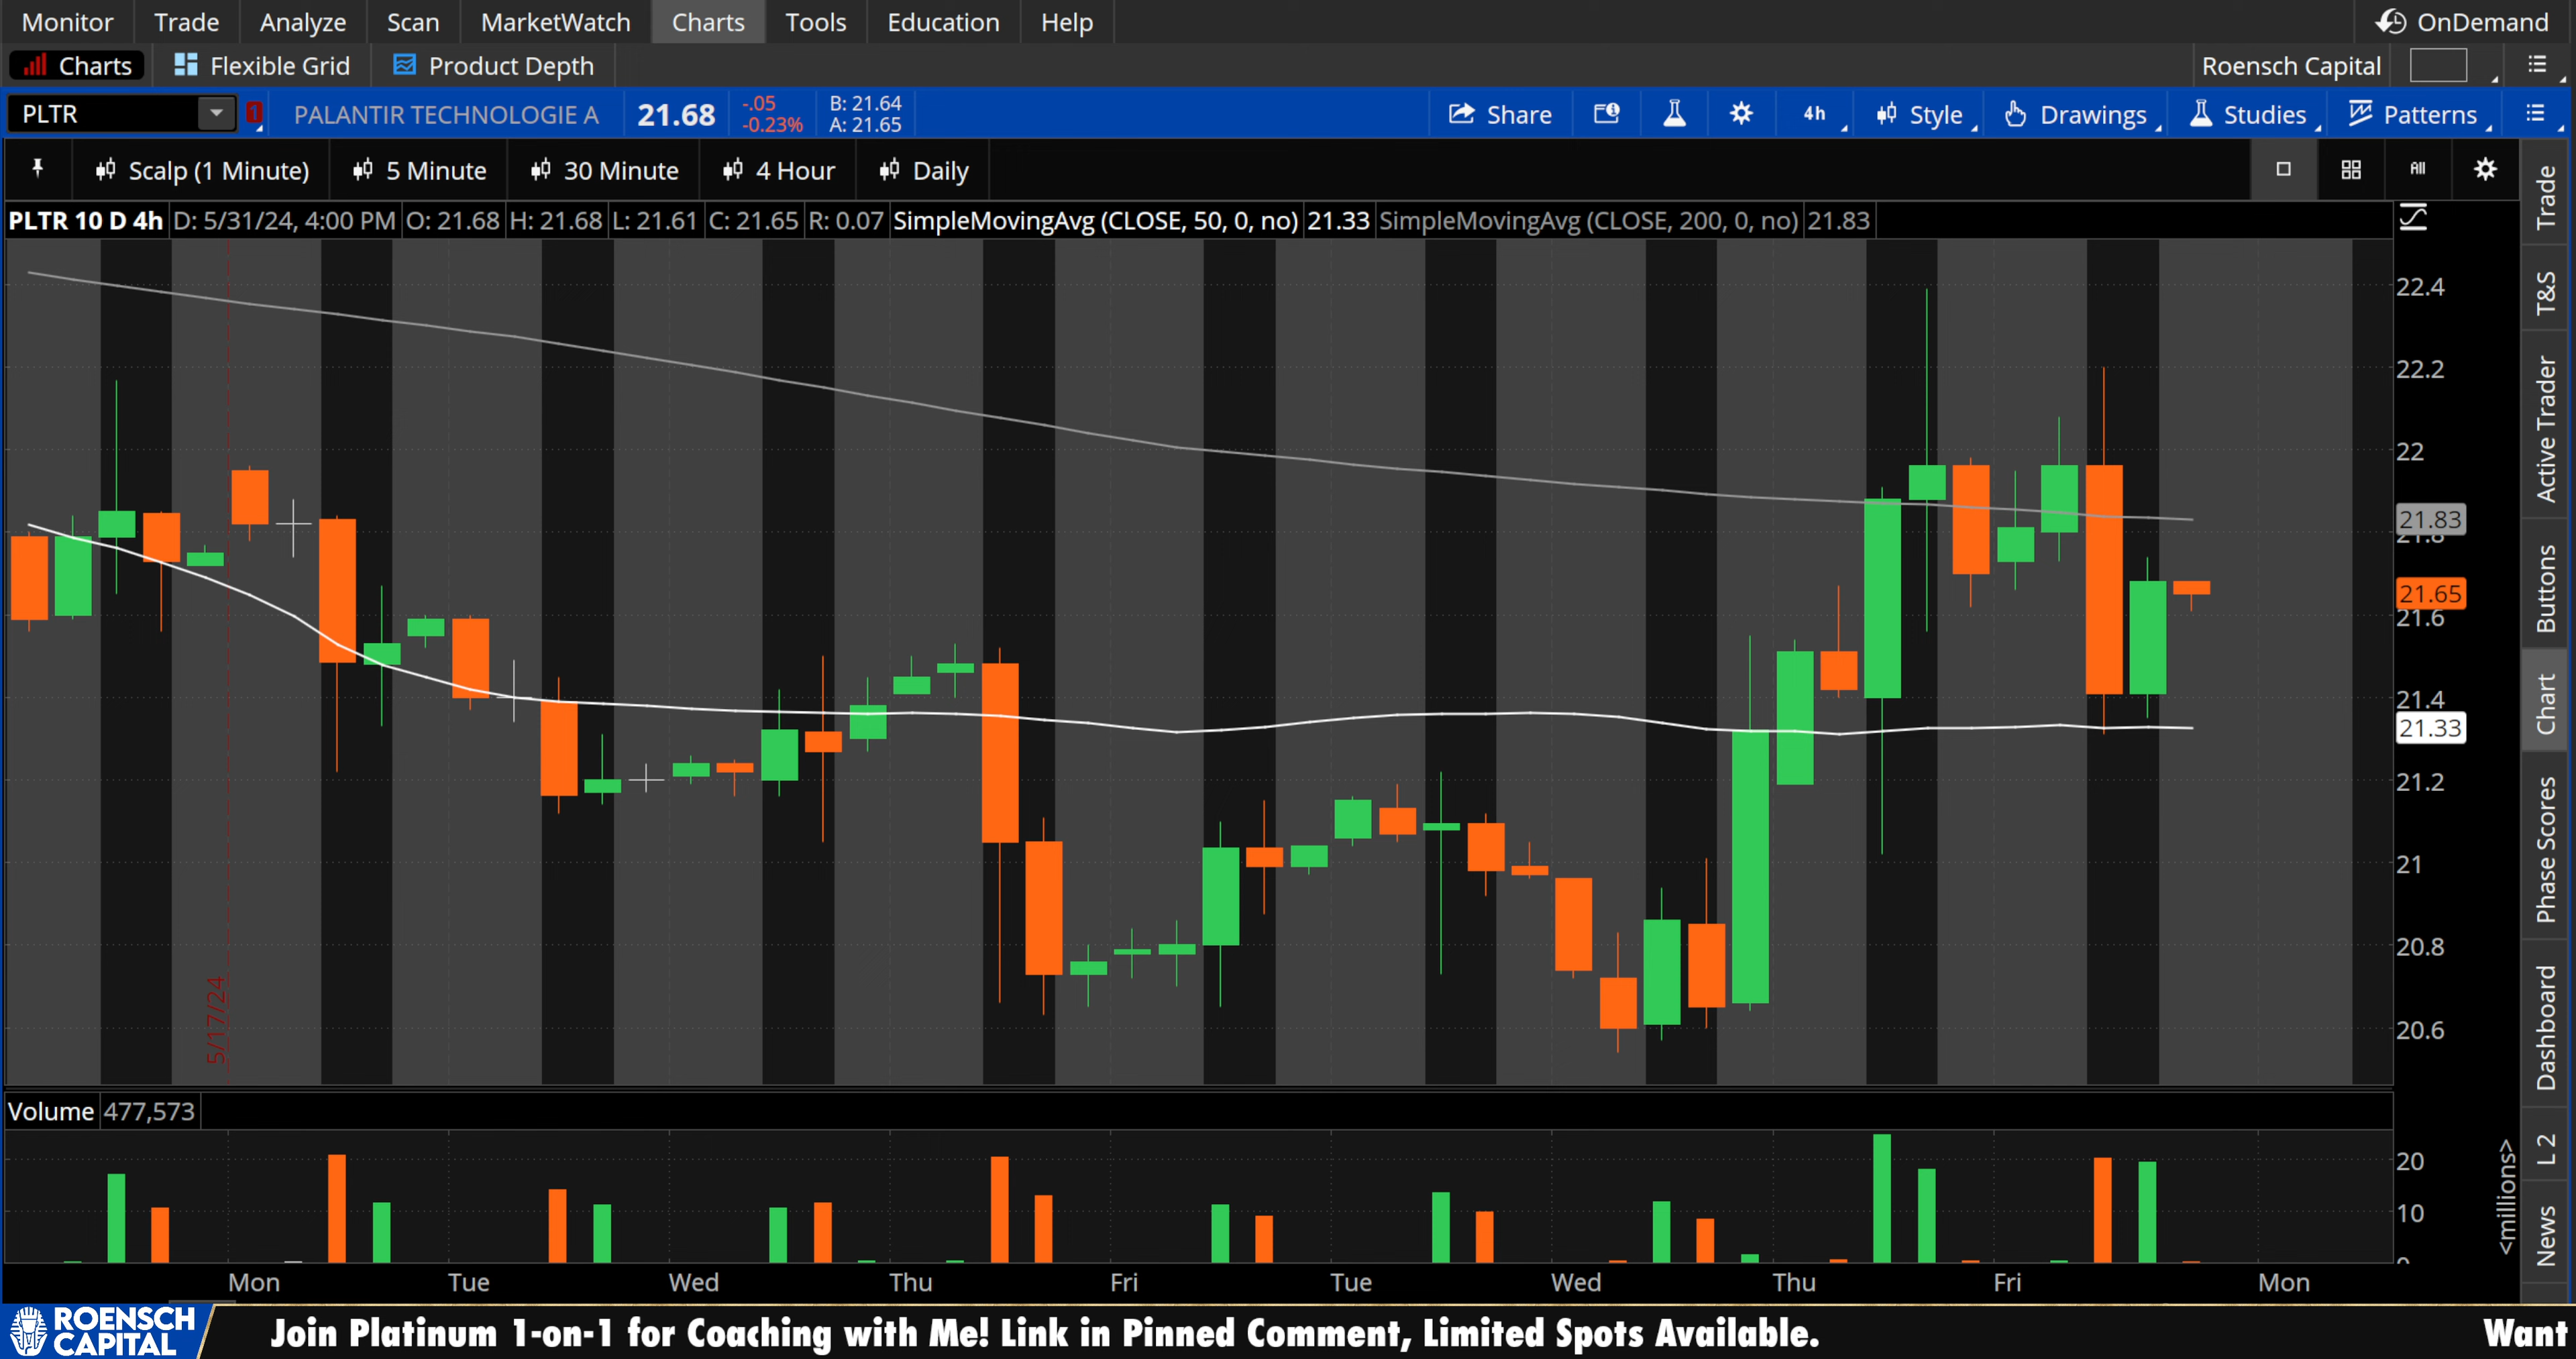 Monitor Trade Analyze Scan MarketWatch Charts Tools Education Help OnDemand
Charts Flexible Grid Product Depth Roensch Capital
PLTR 1 PALANTIR TECHNOLOGIE A 21.68 -.05 B: 21.64 Share 4h Style Drawings Studies Patterns
-0.23% A: 21.65
Scalp (1 Minute) 5 Minute 30 Minute 4 Hour Daily All
PLTR 10 D 4h D: 5/31/24, 4:00 PM O: 21.68 H: 21.68 L: 21.61 C: 21.65 R: 0.07 SimpleMovingAvg (CLOSE, 50, 0, no) 21.33 SimpleMovingAvg (CLOSE, 200, 0, no) 21.83
22.4
22.2
22
21.83
21.8
21.65
21.6
21.4
21.33
21.2
21
20.8
20.6
5/17/24
Volume 477,573
20
10
0
<millions>
Mon Tue Wed Thu Fri Tue Wed Thu Fri Mon
Trade
T&S
Active Trader
Buttons
Chart
Phase Scores
Dashboard
L 2
News
ROENSCH
CAPITAL
Join Platinum 1-on-1 for Coaching with Me! Link in Pinned Comment, Limited Spots Available. Want